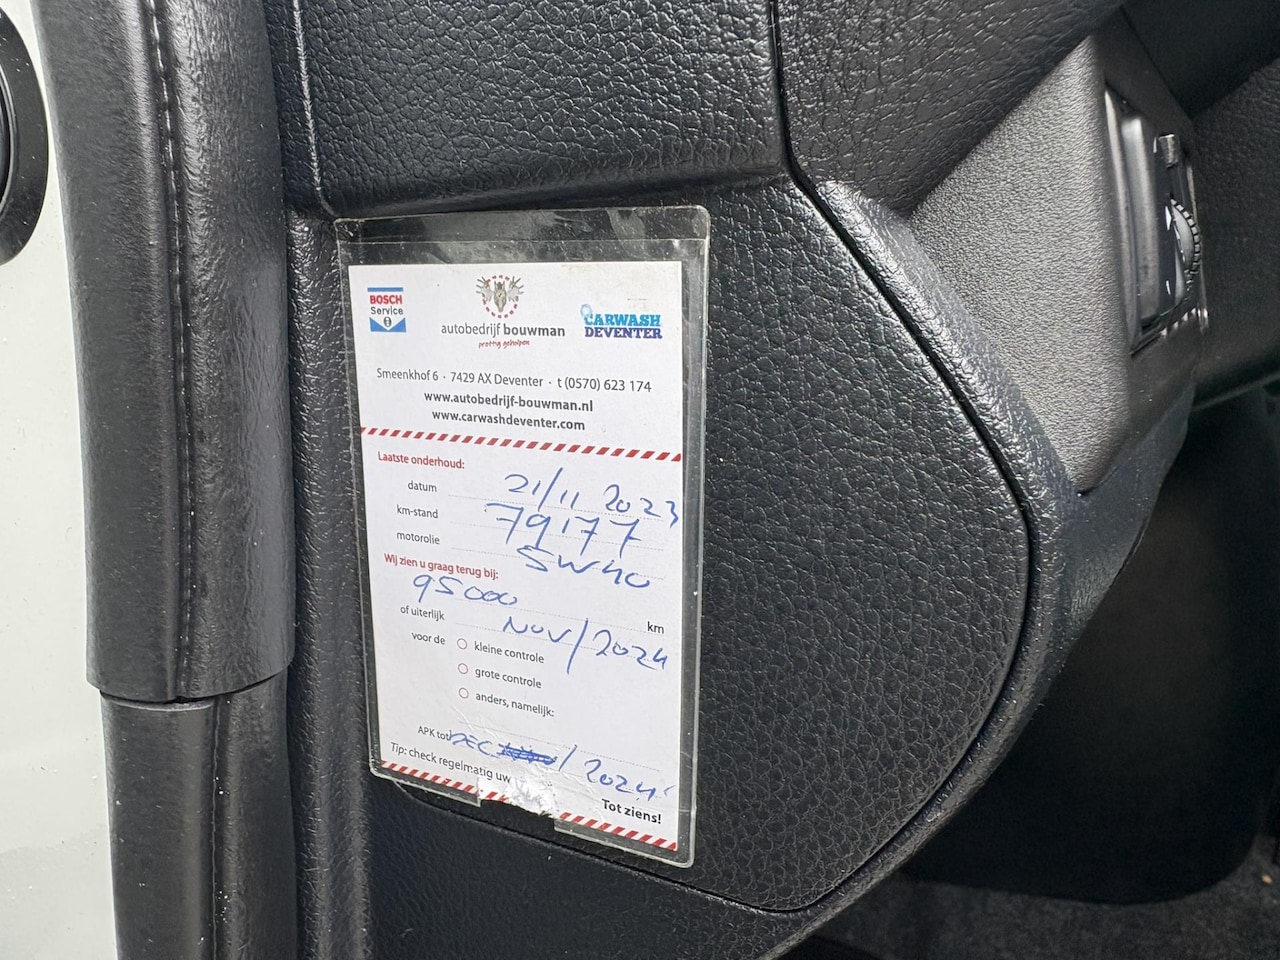 BOSCH
Service
autobedrijf bouwman
prettig geholpen
CARWASH
DEVENTER
Smeenkhof 6 · 7429 AX Deventer · t (0570) 623 174
www.autobedrijf-bouwman.nl
www.carwashdeventer.com
Laatste onderhoud:
datum 21/11 2023
km-stand 79177
motorolie 5W40
Wij zien u graag terug bij:
95000 km
of uiterlijk nov/2024
voor de kleine controle
grote controle
anders, namelijk:
APK tot DEC / 2024
Tip: check regelmatig uw
Tot ziens!